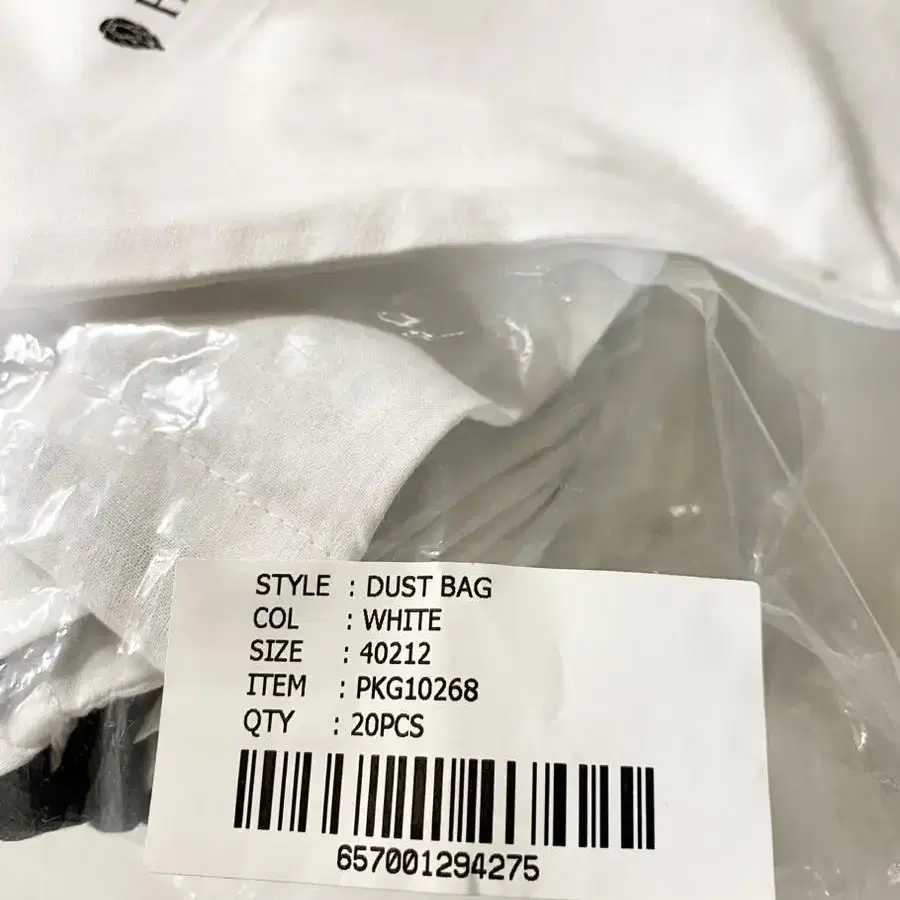 STYLE : DUST BAG
COL : WHITE
SIZE : 40212
ITEM : PKG10268
QTY : 20PCS
657001294275